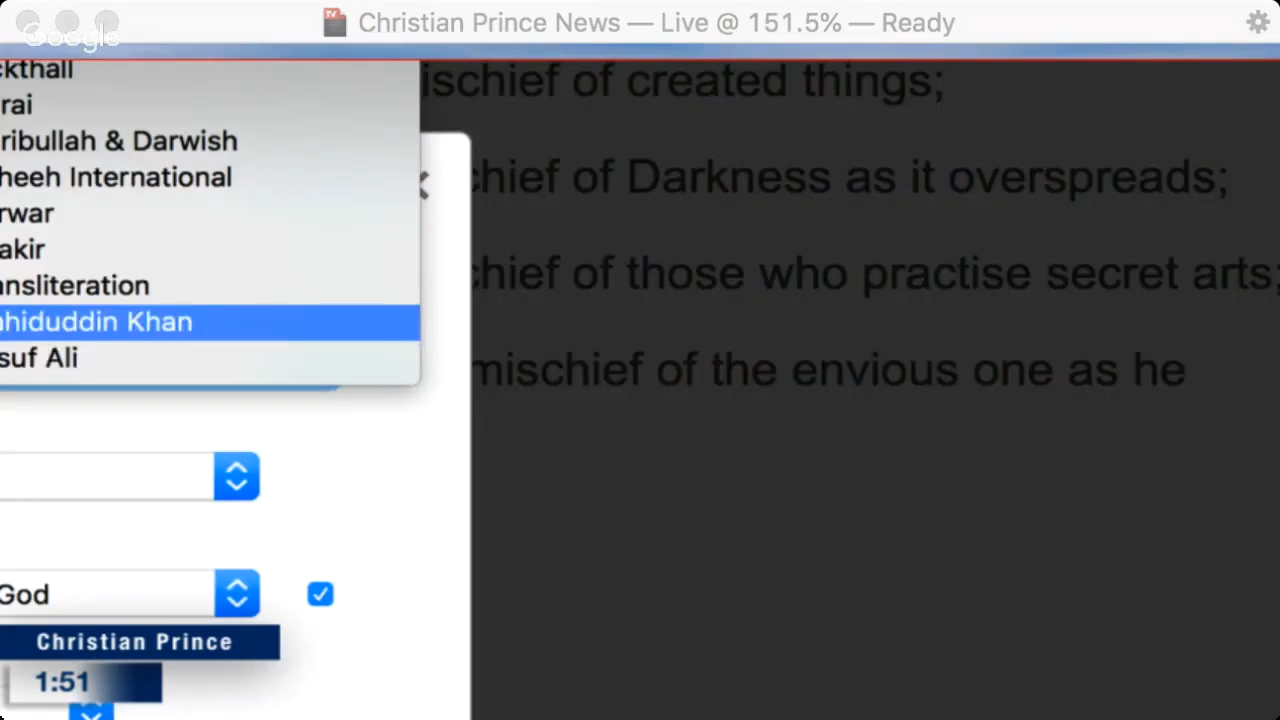 Christian Prince News — Live @ 151.5% — Ready
Google
ckthall
rai
ribullah & Darwish
heeh International
rwar
akir
ansliteration
ahiduddin Khan
suf Ali
ischief of created things;
chief of Darkness as it overspreads;
chief of those who practise secret arts;
mischief of the envious one as he
God
Christian Prince
1:51